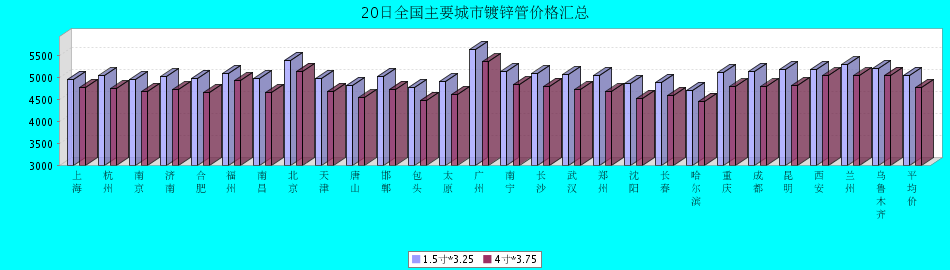 20日全国主要城市镀锌管价格汇总
5500
5000
4500
4000
3500
3000
上海
杭州
南京
济南
合肥
福州
南昌
北京
天津
唐山
邯郸
包头
太原
广州
南宁
长沙
武汉
郑州
沈阳
长春
哈尔滨
重庆
成都
昆明
西安
兰州
乌鲁木齐
平均价
1.5寸*3.25
4寸*3.75